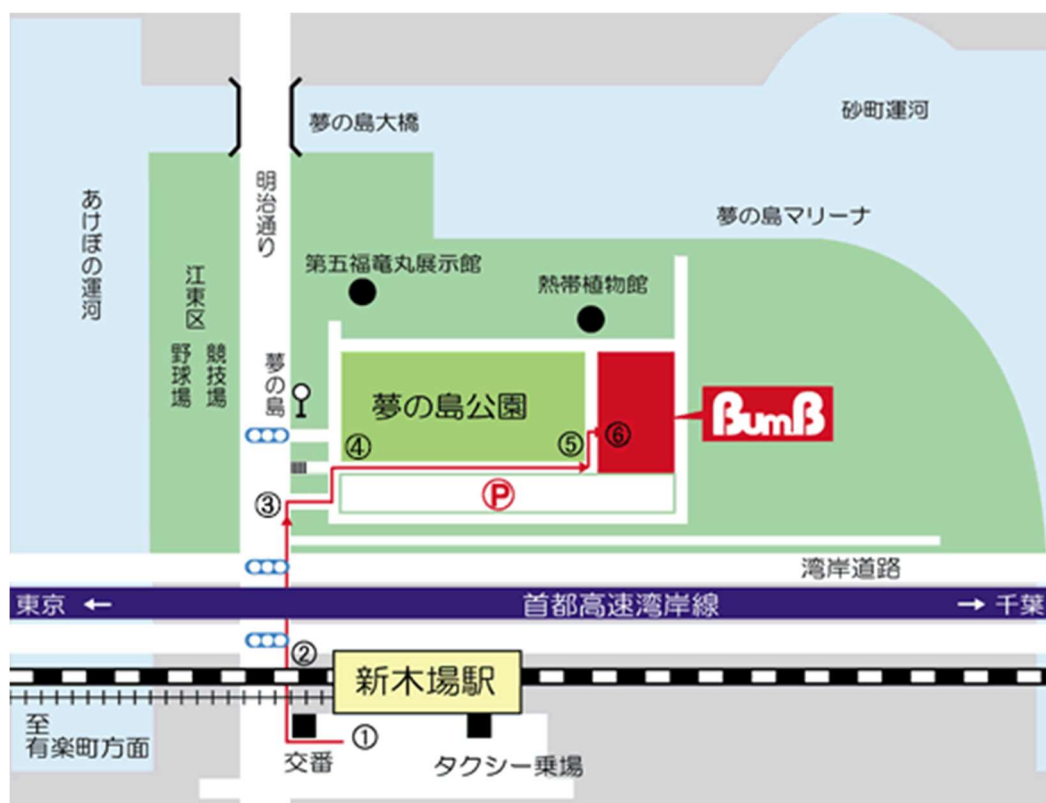 夢の島大橋
砂町運河
明治通り
あけぼの運河
夢の島マリーナ
第五福竜丸展示館
江東区
野球場
競技場
熱帯植物館
夢の島
夢の島公園
BumB
④
⑤
⑥
③
P
湾岸道路
東京 ←
首都高速湾岸線
→ 千葉
②
新木場駅
至
有楽町方面
①
交番
タクシー乗場